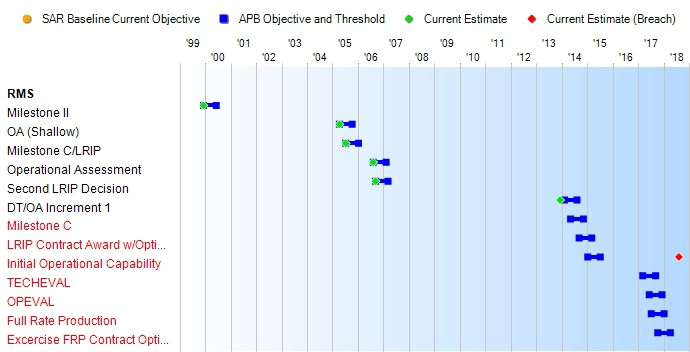 SAR Baseline Current Objective APB Objective and Threshold Current Estimate Current Estimate (Breach)
'99 '01 '02 '05 '07 '09 '11 '13 '15 '17
'00 '02 '04 '06 '08 '10 '12 '14 '16 '18
RMS
Milestone II
OA (Shallow)
Milestone C/LRIP
Operational Assessment
Second LRIP Decision
DT/OA Increment 1
Milestone C
LRIP Contract Award w/Opti...
Initial Operational Capability
TECHEVAL
OPEVAL
Full Rate Production
Excercise FRP Contract Opti...